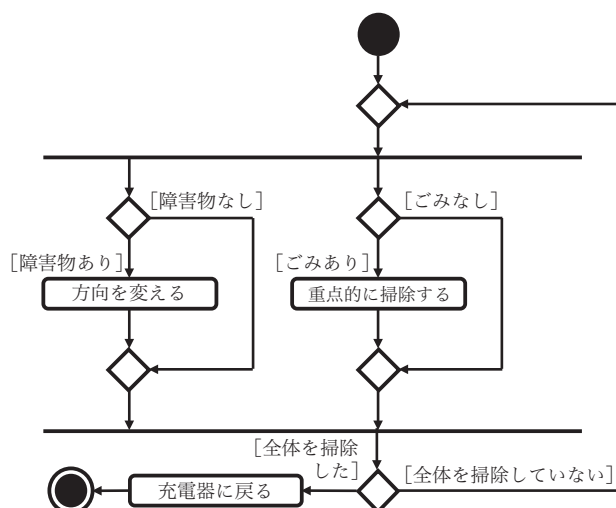 [障害物なし]
[ごみなし]
[障害物あり]
[ごみあり]
方向を変える
重点的に掃除する
[全体を掃除
した]
[全体を掃除していない]
充電器に戻る